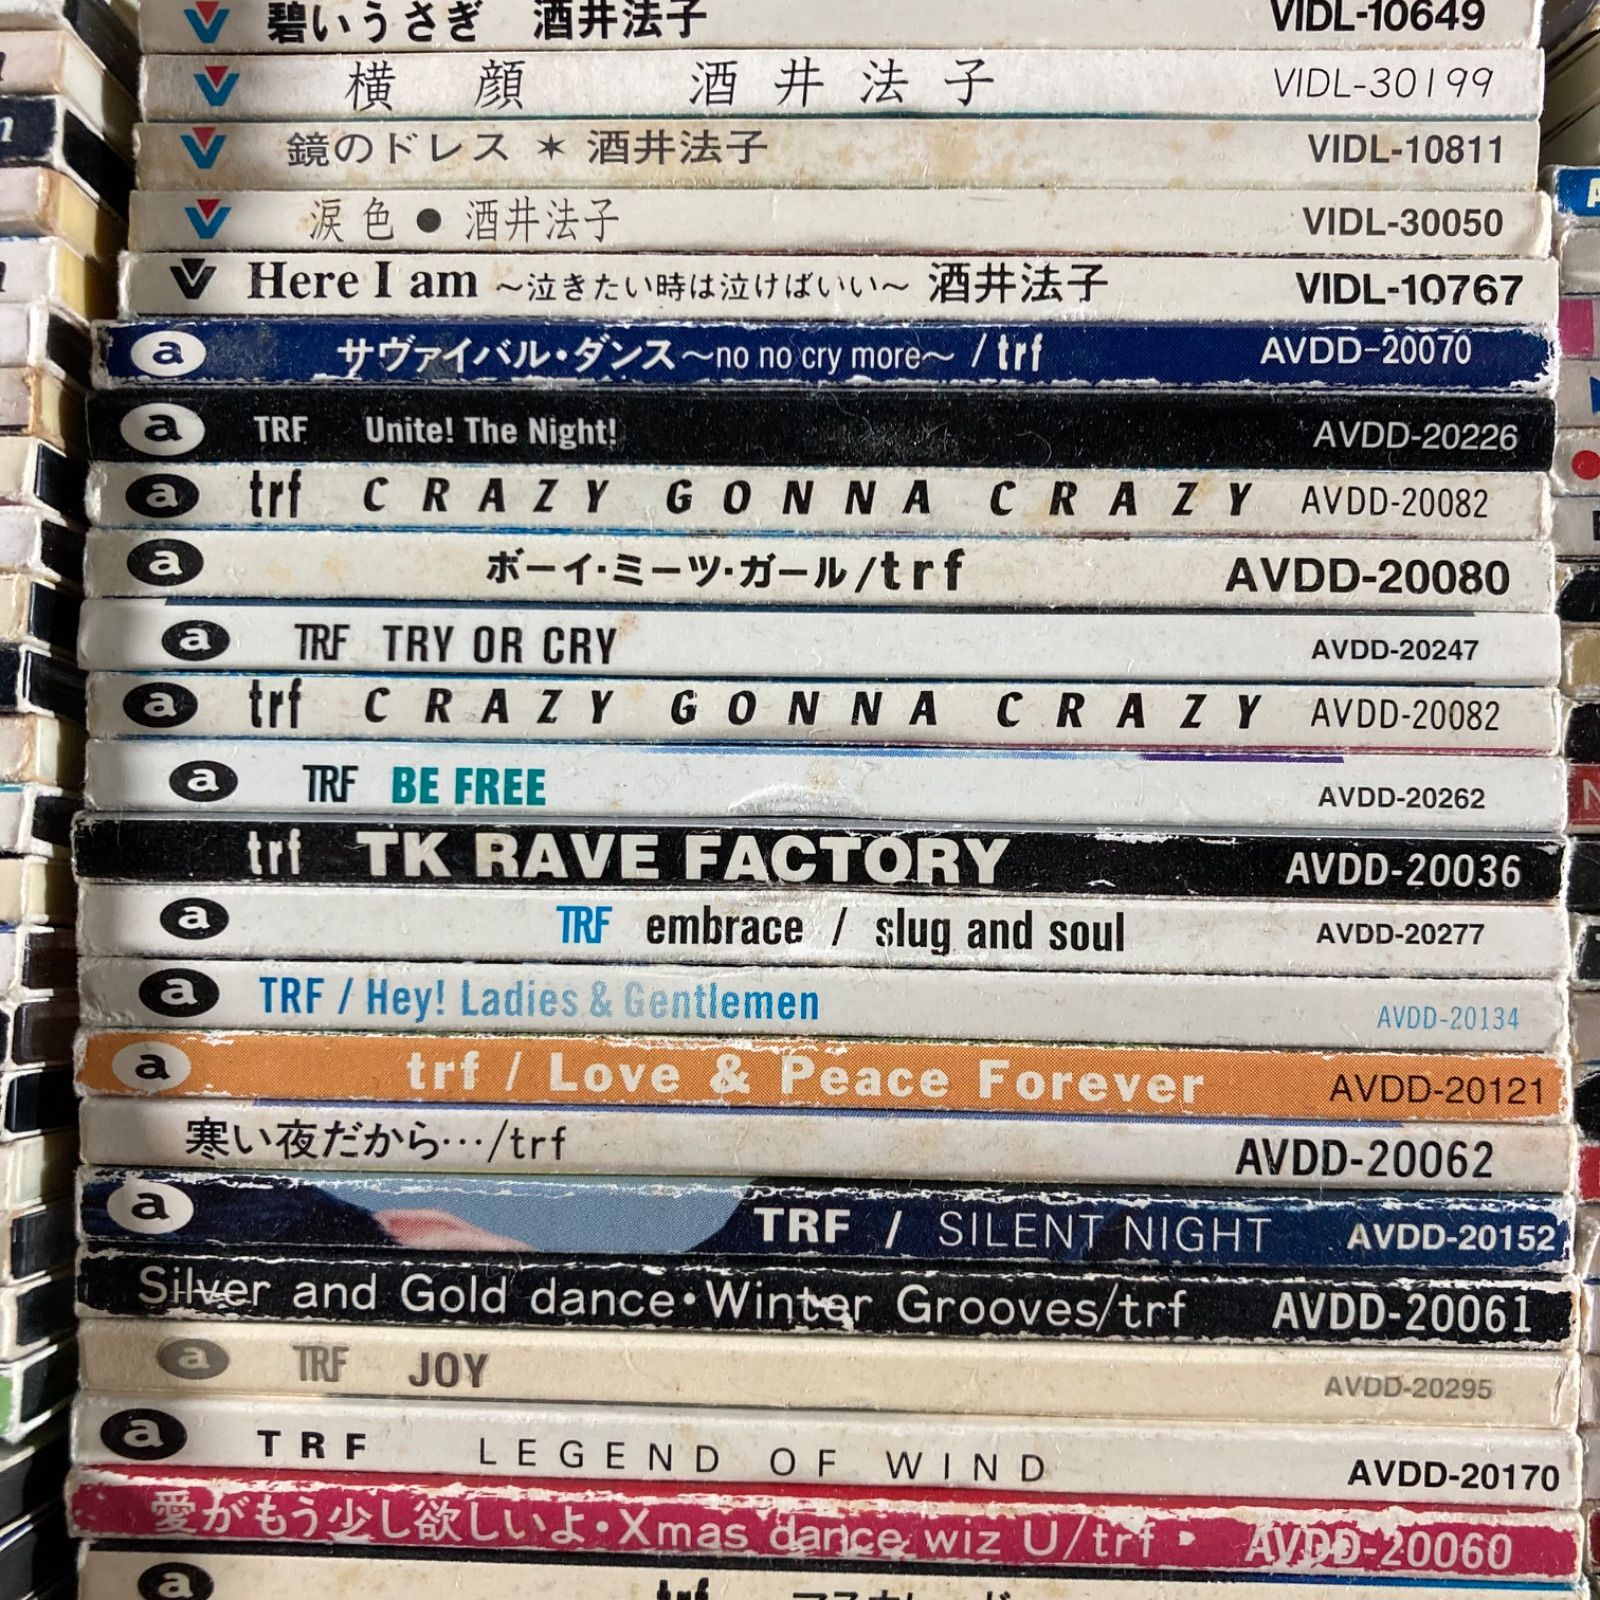 碧いうさぎ 酒井法子 VIDL-10649
横顔 酒井法子 VIDL-30199
鏡のドレス ✶ 酒井法子 VIDL-10811
涙色 ● 酒井法子 VIDL-30050
Here I am ～泣きたい時は泣けばいい～ 酒井法子 VIDL-10767
a サヴァイバル・ダンス～no no cry more～ / trf AVDD-20070
a TRF Unite! The Night! AVDD-20226
a trf CRAZY GONNA CRAZY AVDD-20082
a ボーイ・ミーツ・ガール/trf AVDD-20080
a TRF TRY OR CRY AVDD-20247
a trf CRAZY GONNA CRAZY AVDD-20082
a TRF BE FREE AVDD-20262
trf TK RAVE FACTORY AVDD-20036
a TRF embrace / slug and soul AVDD-20277
a TRF / Hey! Ladies & Gentlemen AVDD-20134
a trf / Love & Peace Forever AVDD-20121
寒い夜だから…/trf AVDD-20062
a TRF / SILENT NIGHT AVDD-20152
Silver and Gold dance・Winter Grooves/trf AVDD-20061
a TRF JOY AVDD-20295
a TRF LEGEND OF WIND AVDD-20170
愛がもう少し欲しいよ・Xmas dance wiz U/trf・ AVDD-20060
a trf マスカレード